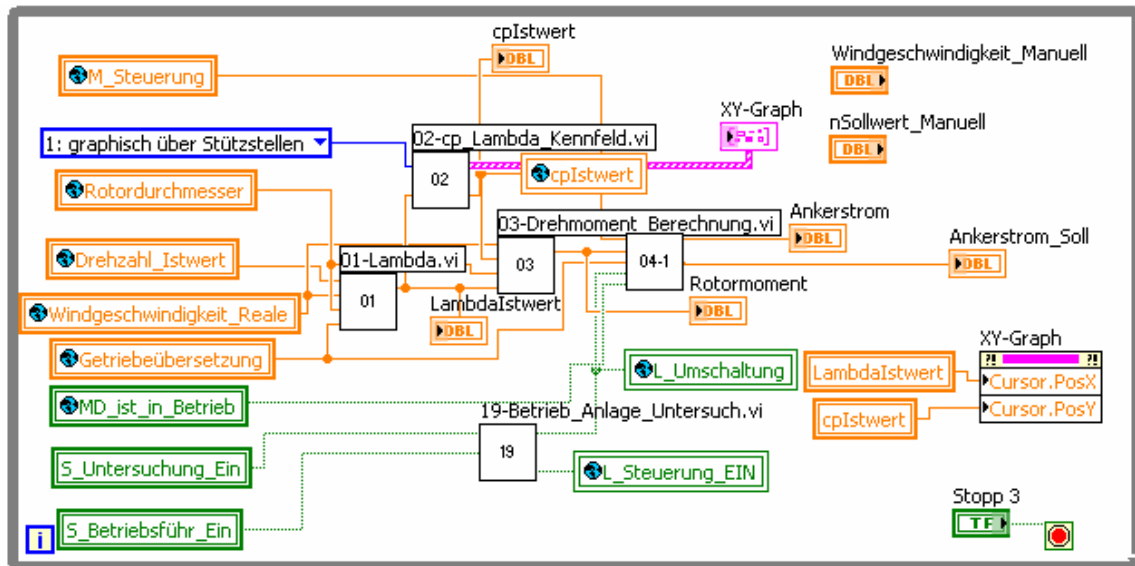 cpIstwert
DBL
Windgeschwindigkeit_Manuell
DBL
M_Steuerung
XY-Graph
nSollwert_Manuell
DBL
1: graphisch über Stützstellen
02-cp_Lambda_Kennfeld.vi
02
cpIstwert
Rotordurchmesser
03-Drehmoment_Berechnung.vi
03
04-1
Ankerstrom
DBL
Ankerstrom_Soll
DBL
Drehzahl_Istwert
01-Lambda.vi
01
LambdaIstwert
DBL
Rotormoment
DBL
Windgeschwindigkeit_Reale
Getriebeübersetzung
XY-Graph
?! ?!
LambdaIstwert
Cursor.PosX
cpIstwert
Cursor.PosY
L_Umschaltung
MD_ist_in_Betrieb
19-Betrieb_Anlage_Untersuch.vi
19
S_Untersuchung_Ein
L_Steuerung_EIN
Stopp 3
TF
S_Betriebsführ_Ein
i